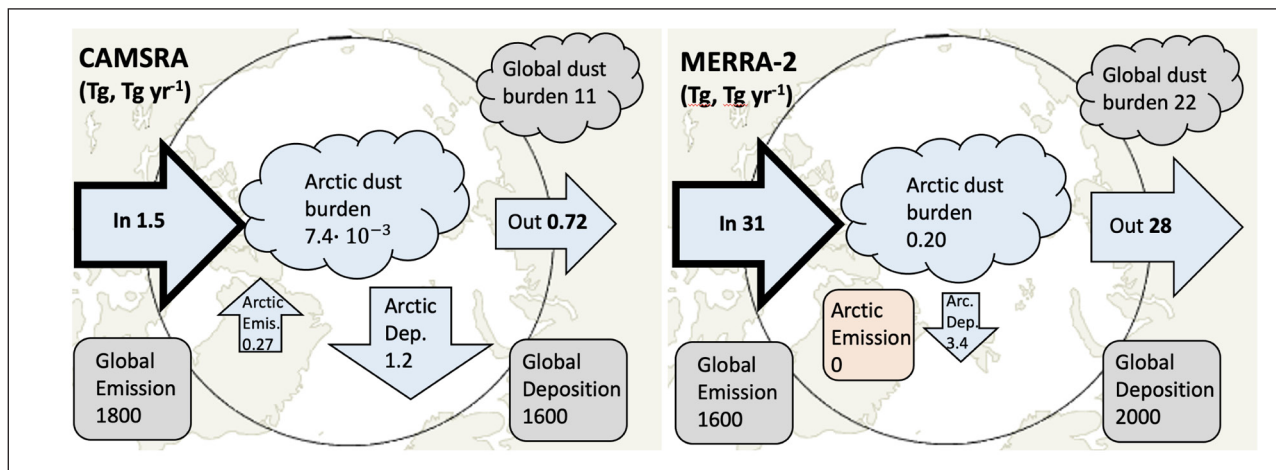 CAMSRA
(Tg, Tg yr⁻¹)
Global dust
burden 11
In 1.5
Arctic dust
burden
7.4· 10⁻³
Out 0.72
Arctic
Emis.
0.27
Arctic
Dep.
1.2
Global
Emission
1800
Global
Deposition
1600
MERRA-2
(Tg, Tg yr⁻¹)
Global dust
burden 22
In 31
Arctic dust
burden
0.20
Out 28
Arctic
Emission
0
Arc.
Dep.
3.4
Global
Emission
1600
Global
Deposition
2000